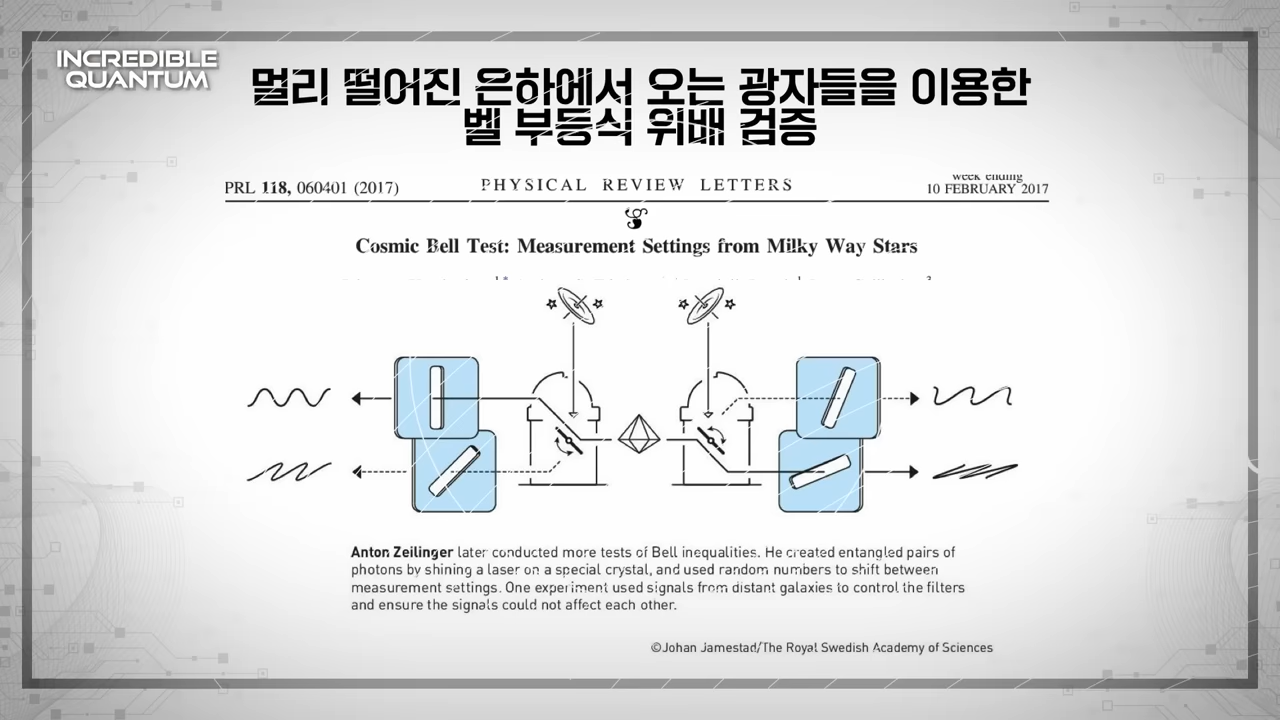 INCREDIBLE
QUANTUM
멀리 떨어진 은하에서 오는 광자들을 이용한
벨 부등식 위배 검증
PRL 118, 060401 (2017)
PHYSICAL REVIEW LETTERS
week ending
10 FEBRUARY 2017
Cosmic Bell Test: Measurement Settings from Milky Way Stars
Anton Zeilinger later conducted more tests of Bell inequalities. He created entangled pairs of
photons by shining a laser on a special crystal, and used random numbers to shift between
measurement settings. One experiment used signals from distant galaxies to control the filters
and ensure the signals could not affect each other.
©Johan Jamestad/The Royal Swedish Academy of Sciences